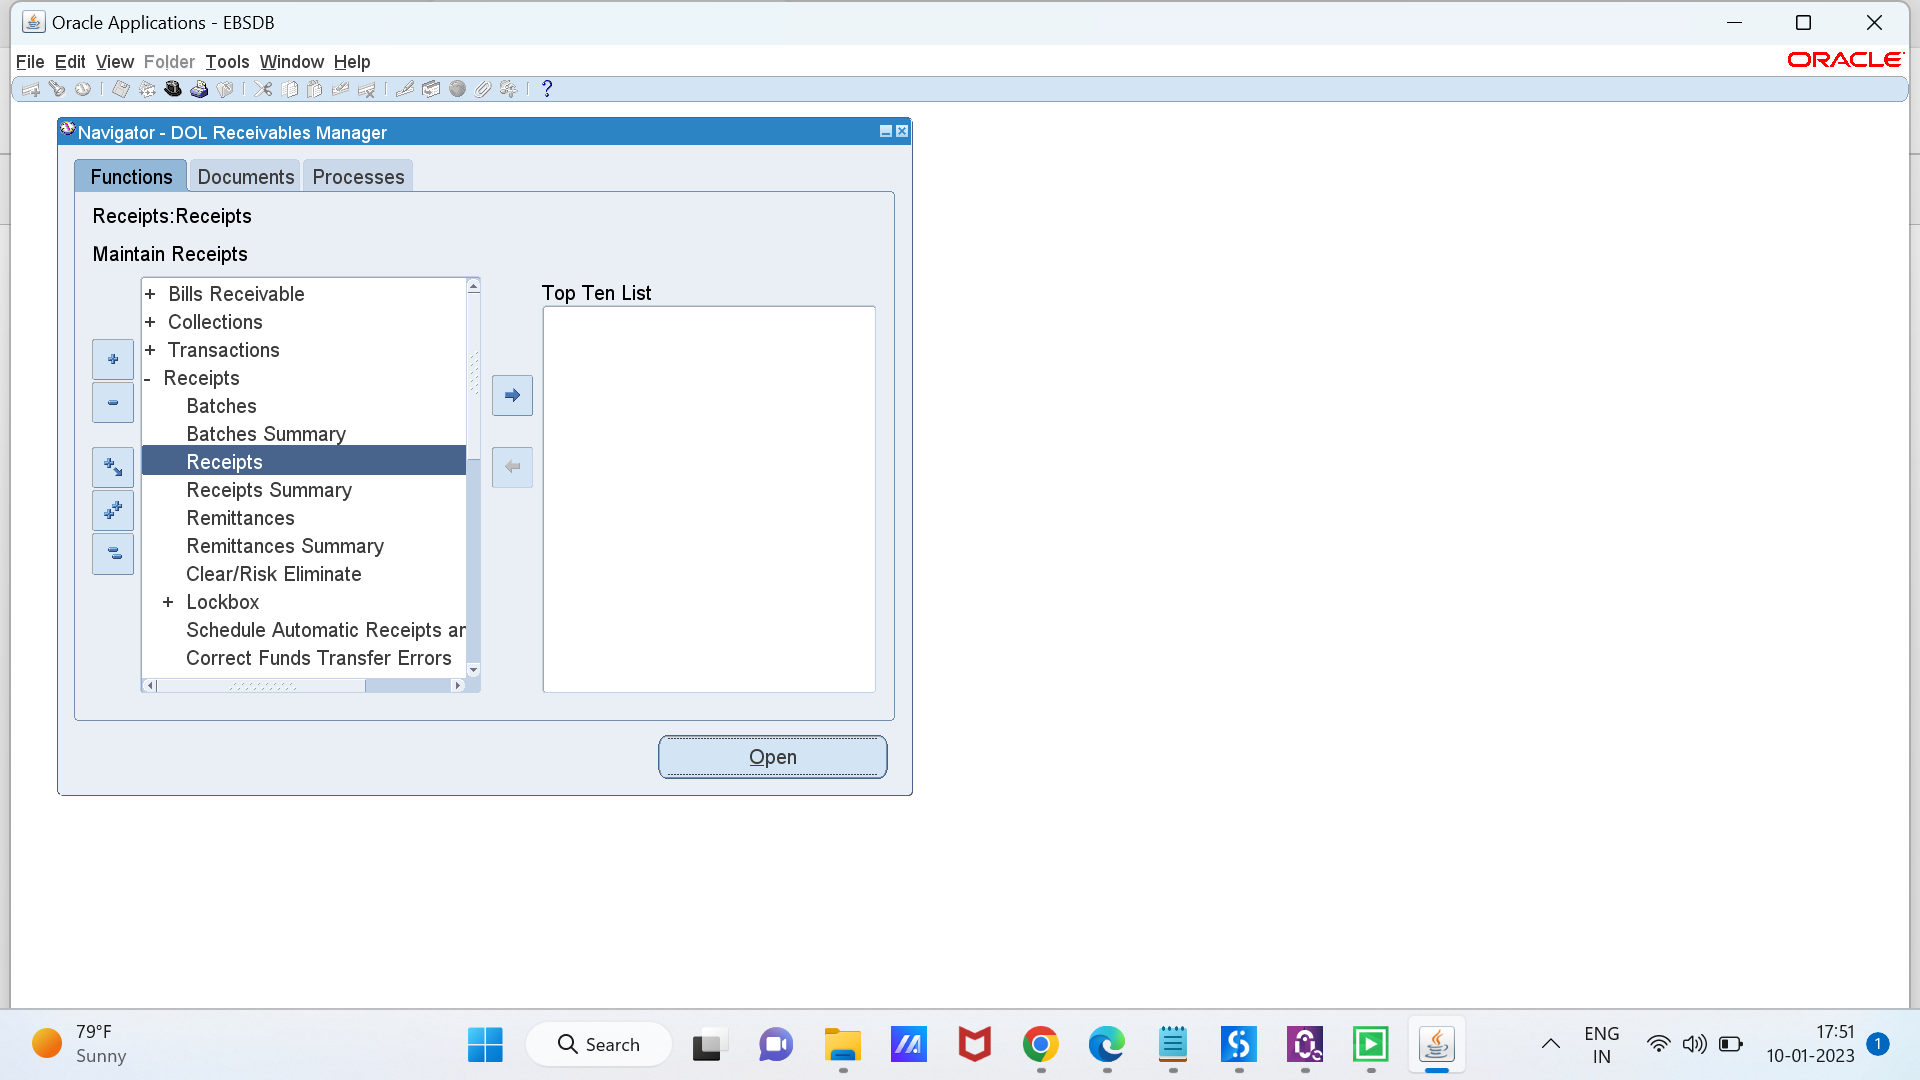 Oracle Applications - EBSDB
File Edit View Folder Tools Window Help
ORACLE
?
Navigator - DOL Receivables Manager
Functions Documents Processes
Receipts:Receipts
Maintain Receipts
+ Bills Receivable
+ Collections
+ Transactions
- Receipts
Batches
Batches Summary
Receipts
Receipts Summary
Remittances
Remittances Summary
Clear/Risk Eliminate
+ Lockbox
Schedule Automatic Receipts ar
Correct Funds Transfer Errors
Top Ten List
Open
79°F
Sunny
Search
ENG
IN
17:51
10-01-2023
1